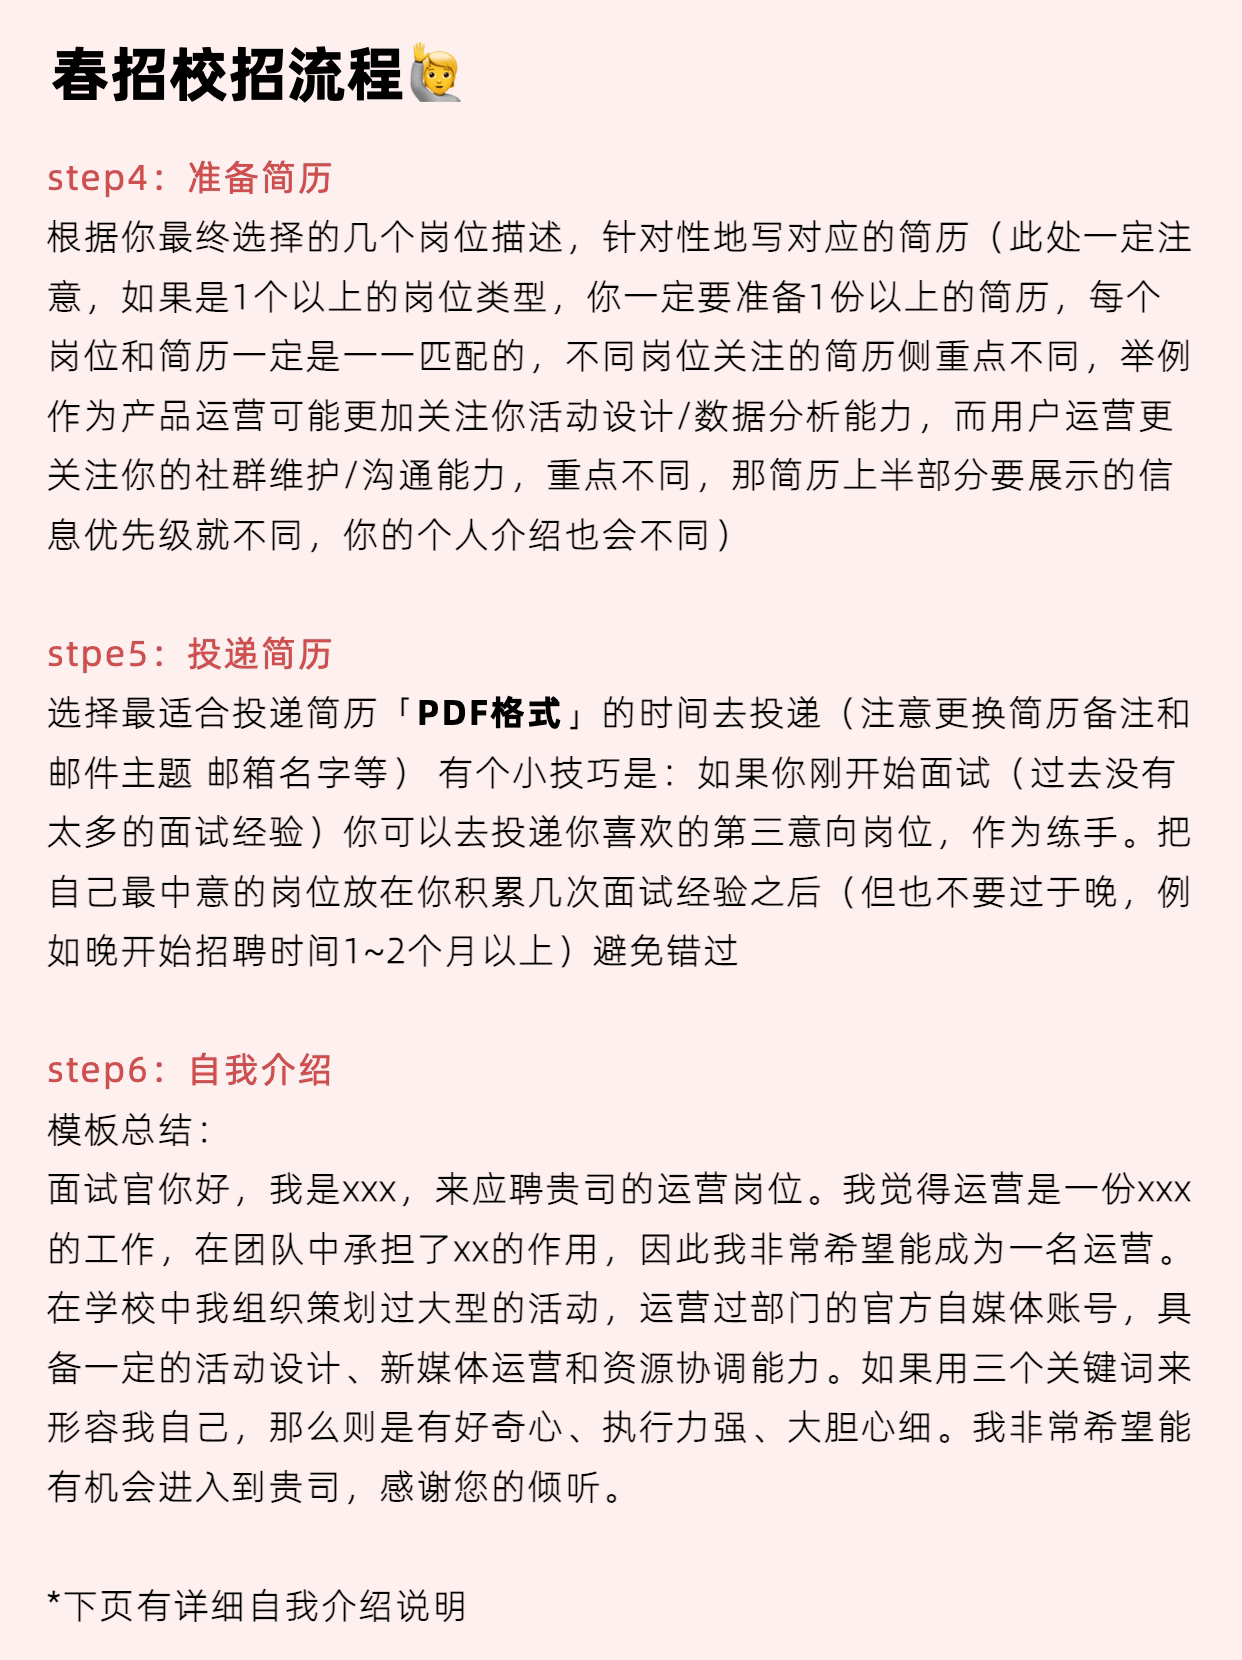 春招校招流程🙋
step4：准备简历
根据你最终选择的几个岗位描述，针对性地写对应的简历（此处一定注
意，如果是1个以上的岗位类型，你一定要准备1份以上的简历，每个
岗位和简历一定是一一匹配的，不同岗位关注的简历侧重点不同，举例
作为产品运营可能更加关注你活动设计/数据分析能力，而用户运营更
关注你的社群维护/沟通能力，重点不同，那简历上半部分要展示的信
息优先级就不同，你的个人介绍也会不同）
stpe5：投递简历
选择最适合投递简历「PDF格式」的时间去投递（注意更换简历备注和
邮件主题 邮箱名字等） 有个小技巧是：如果你刚开始面试（过去没有
太多的面试经验）你可以去投递你喜欢的第三意向岗位，作为练手。把
自己最中意的岗位放在你积累几次面试经验之后（但也不要过于晚，例
如晚开始招聘时间1~2个月以上）避免错过
step6：自我介绍
模板总结：
面试官你好，我是xxx，来应聘贵司的运营岗位。我觉得运营是一份xxx
的工作，在团队中承担了xx的作用，因此我非常希望能成为一名运营。
在学校中我组织策划过大型的活动，运营过部门的官方自媒体账号，具
备一定的活动设计、新媒体运营和资源协调能力。如果用三个关键词来
形容我自己，那么则是有好奇心、执行力强、大胆心细。我非常希望能
有机会进入到贵司，感谢您的倾听。
*下页有详细自我介绍说明